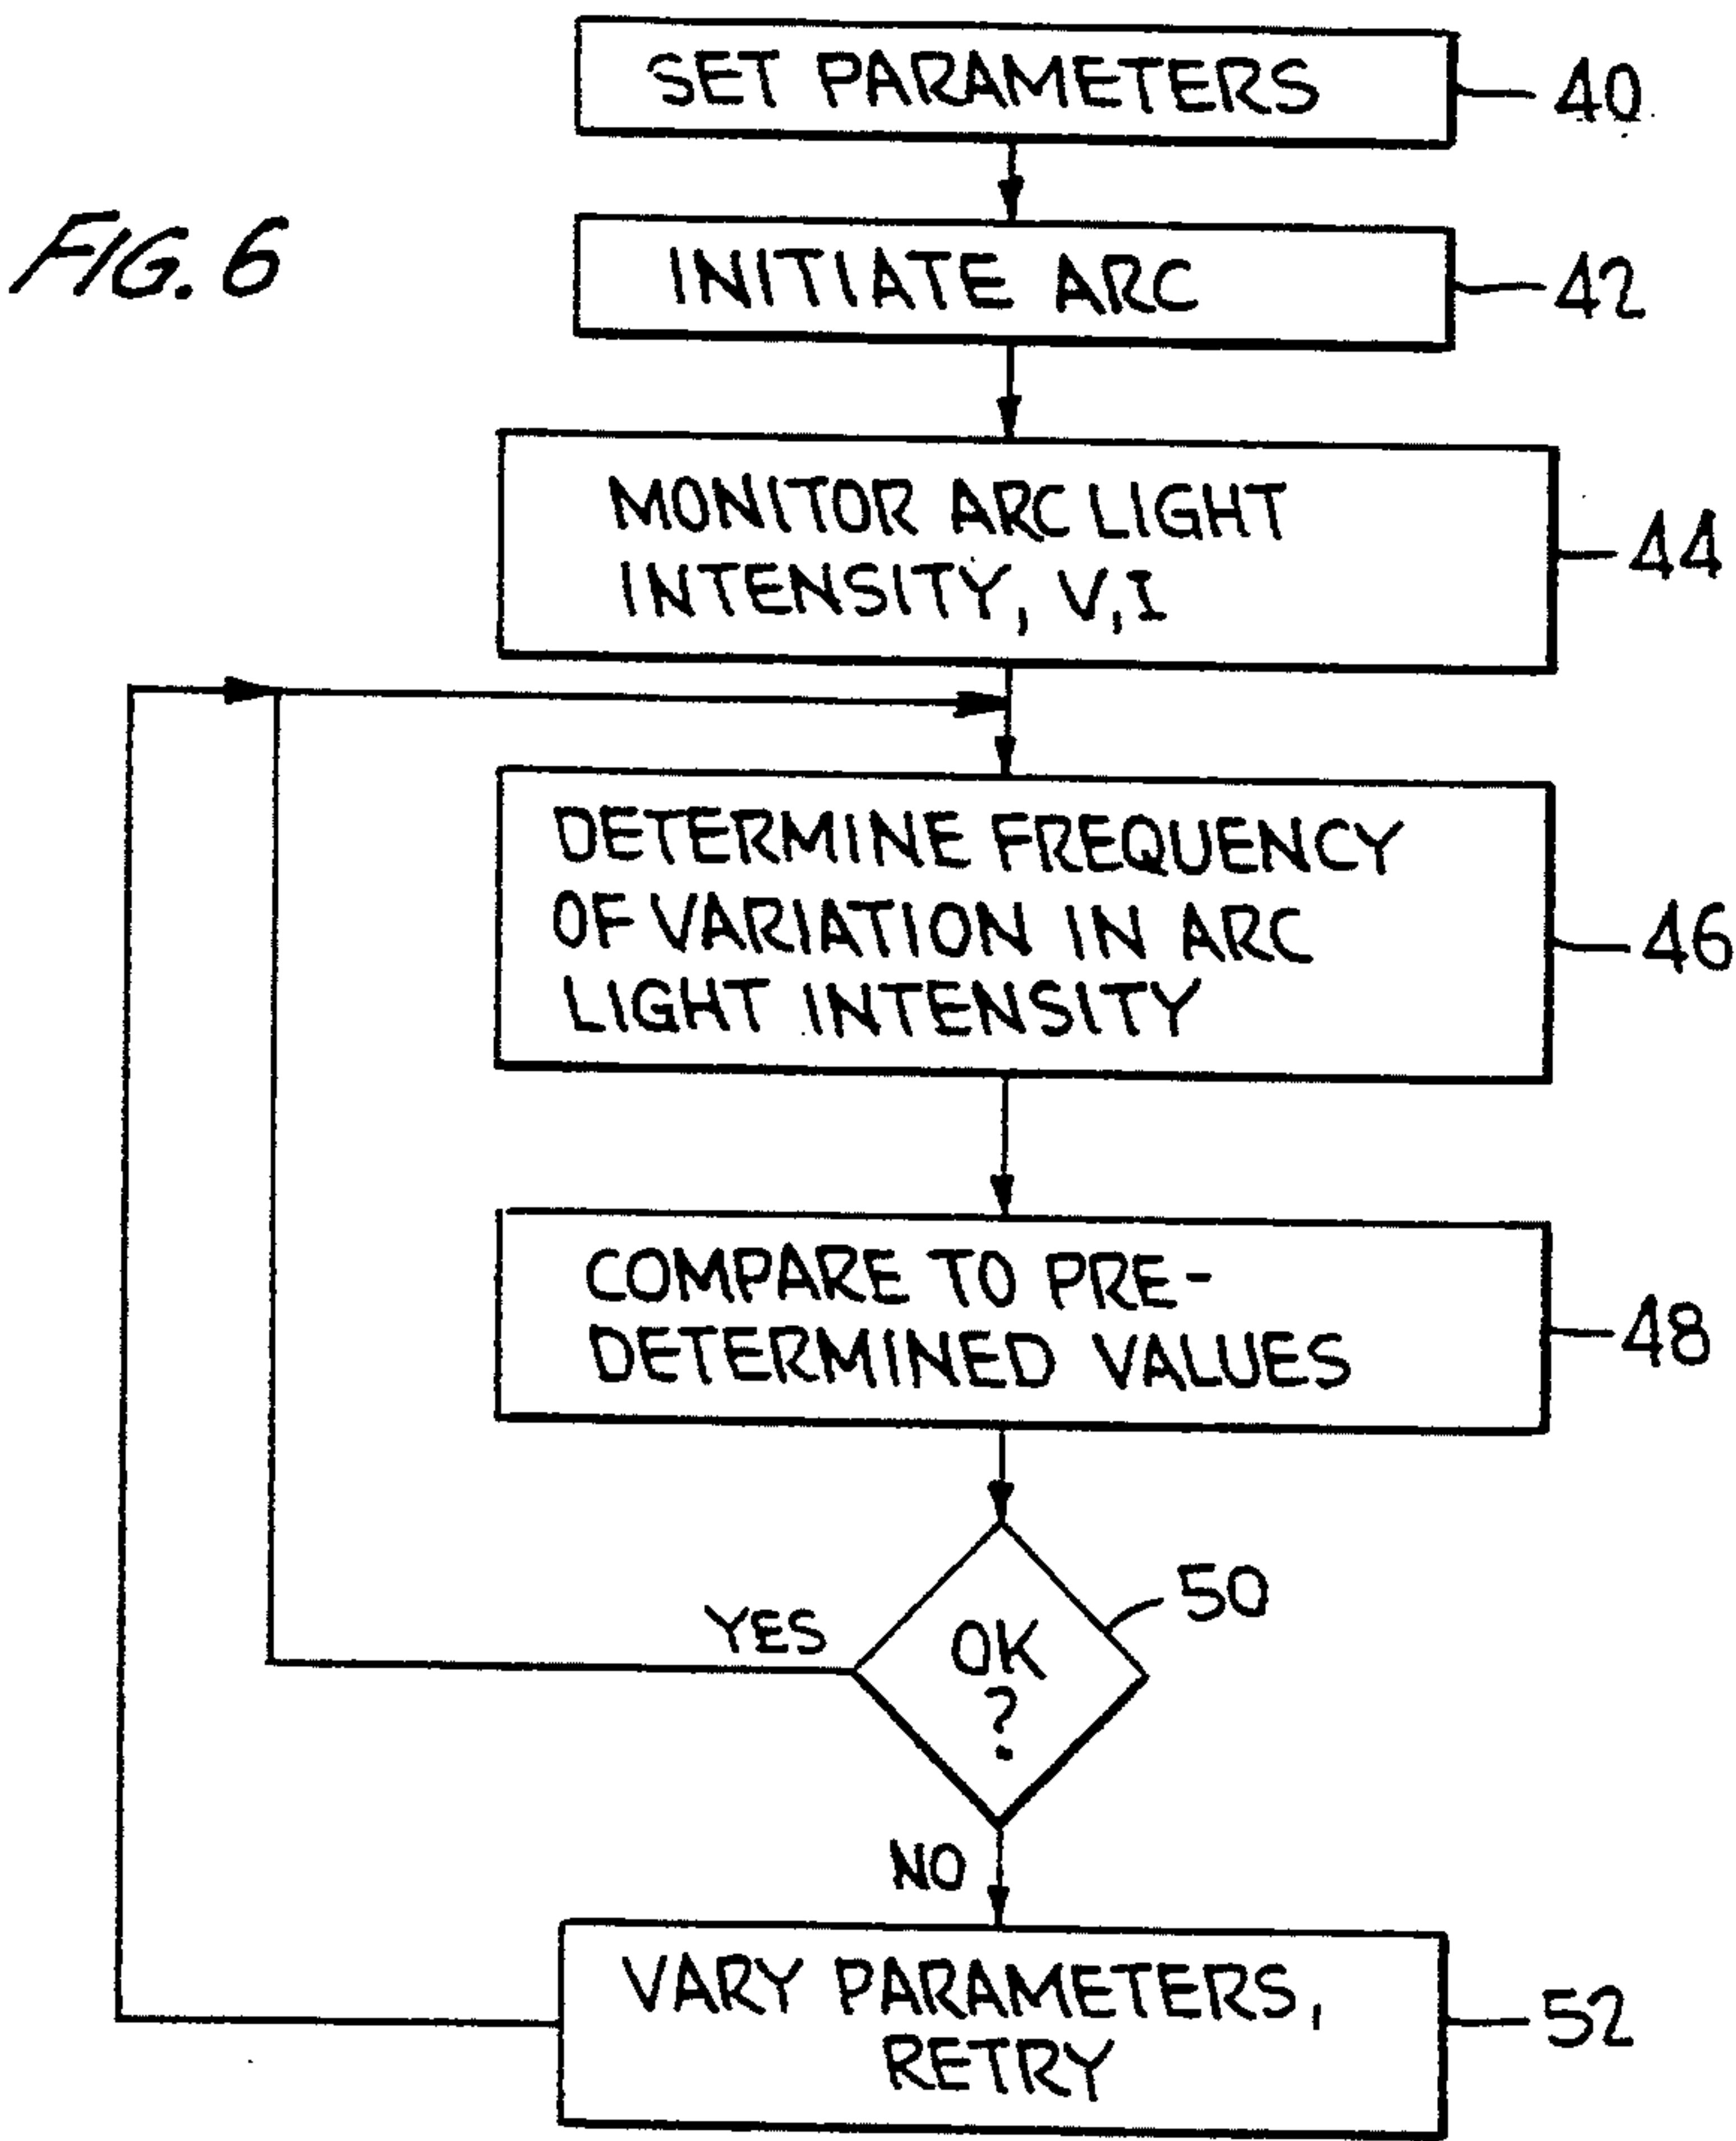 SET PARAMETERS
40
FIG. 6
INITIATE ARC
42
MONITOR ARC LIGHT
INTENSITY, V, I
44
DETERMINE FREQUENCY
OF VARIATION IN ARC
LIGHT INTENSITY
46
COMPARE TO PRE-
DETERMINED VALUES
48
50
YES
OK
?
NO
VARY PARAMETERS,
RETRY
52